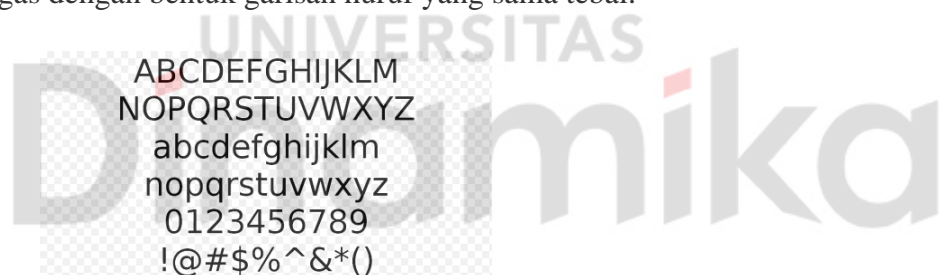 gas dengan bentuk garisan huruf yang sama tebal.
UNIVERSITAS
Dinamika
ABCDEFGHIJKLM
NOPQRSTUVWXYZ
abcdefghijklm
nopqrstuvwxyz
0123456789
!@#$%^&*()